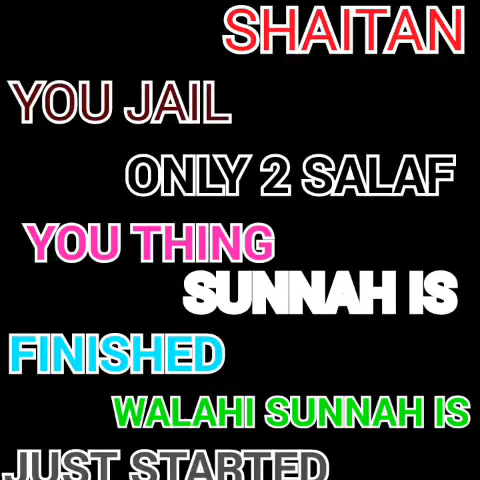 SHAITAN
YOU JAIL
ONLY 2 SALAF
YOU THING
SUNNAH IS
FINISHED
WALAHI SUNNAH IS
JUST STARTED